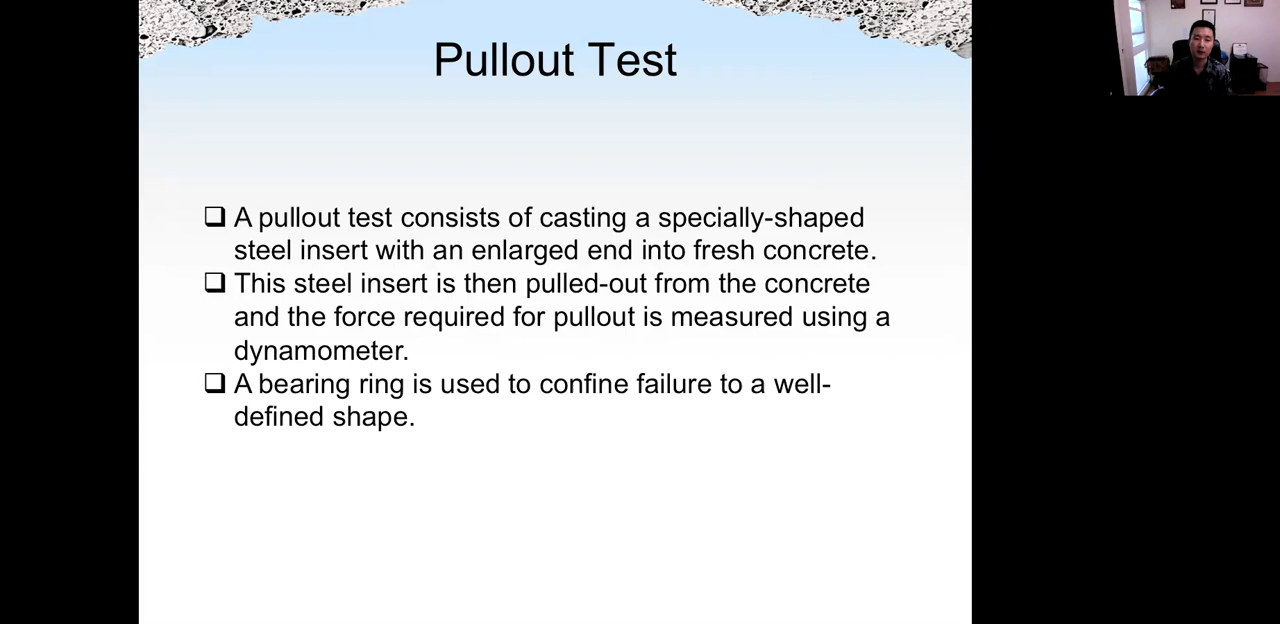 Pullout Test
❑ A pullout test consists of casting a specially-shaped
steel insert with an enlarged end into fresh concrete.
❑ This steel insert is then pulled-out from the concrete
and the force required for pullout is measured using a
dynamometer.
❑ A bearing ring is used to confine failure to a well-
defined shape.